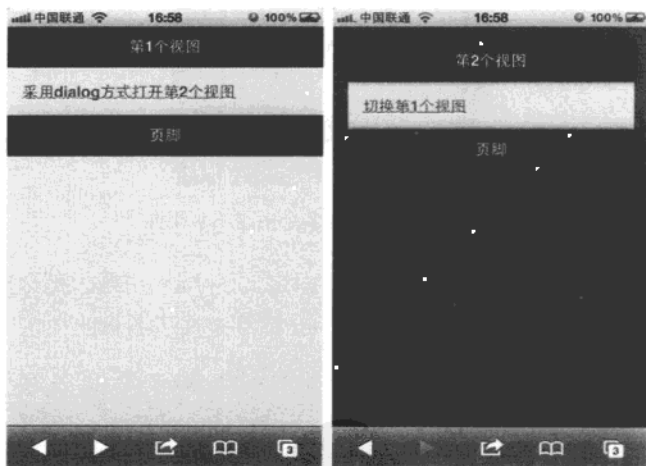 中国联通 16:58 100%
第1个视图
采用dialog方式打开第2个视图
页脚
3
中国联通 16:58 100%
第2个视图
切换第1个视图
页脚
3